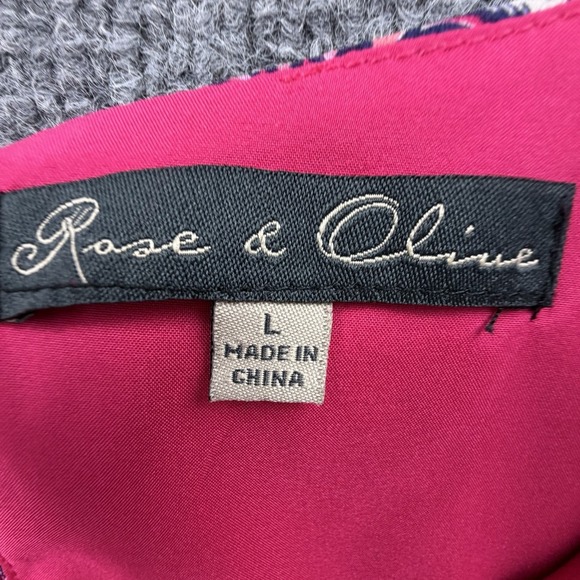 Rose & Olive
L
MADE IN
CHINA